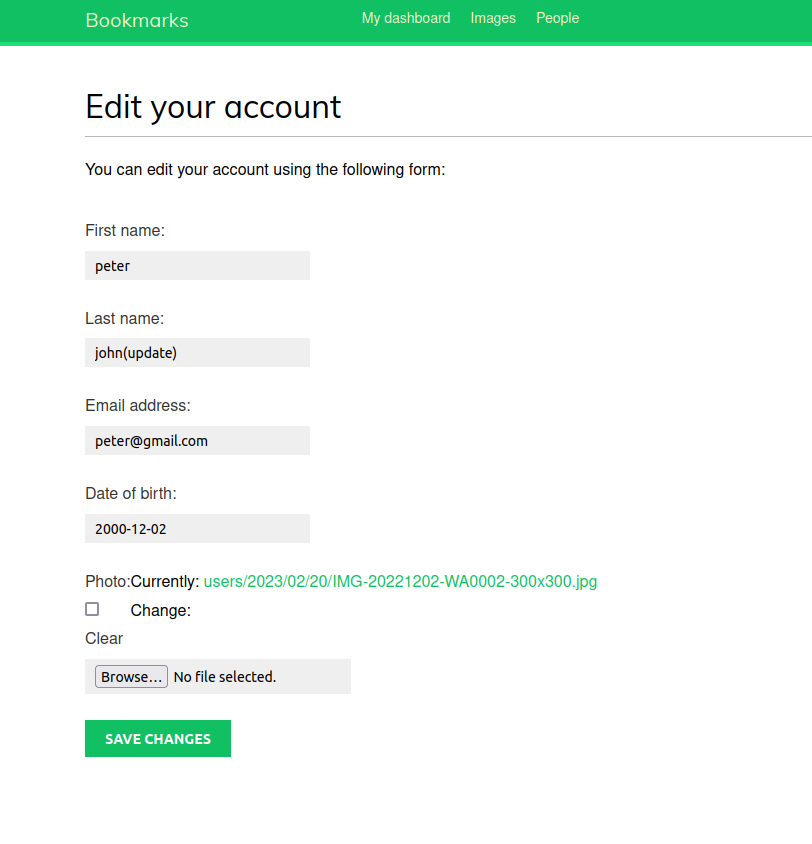 Bookmarks My dashboard Images People
Edit your account
You can edit your account using the following form:
First name:
peter
Last name:
john(update)
Email address:
peter@gmail.com
Date of birth:
2000-12-02
Photo:Currently: users/2023/02/20/IMG-20221202-WA0002-300x300.jpg
Change:
Clear
Browse... No file selected.
SAVE CHANGES